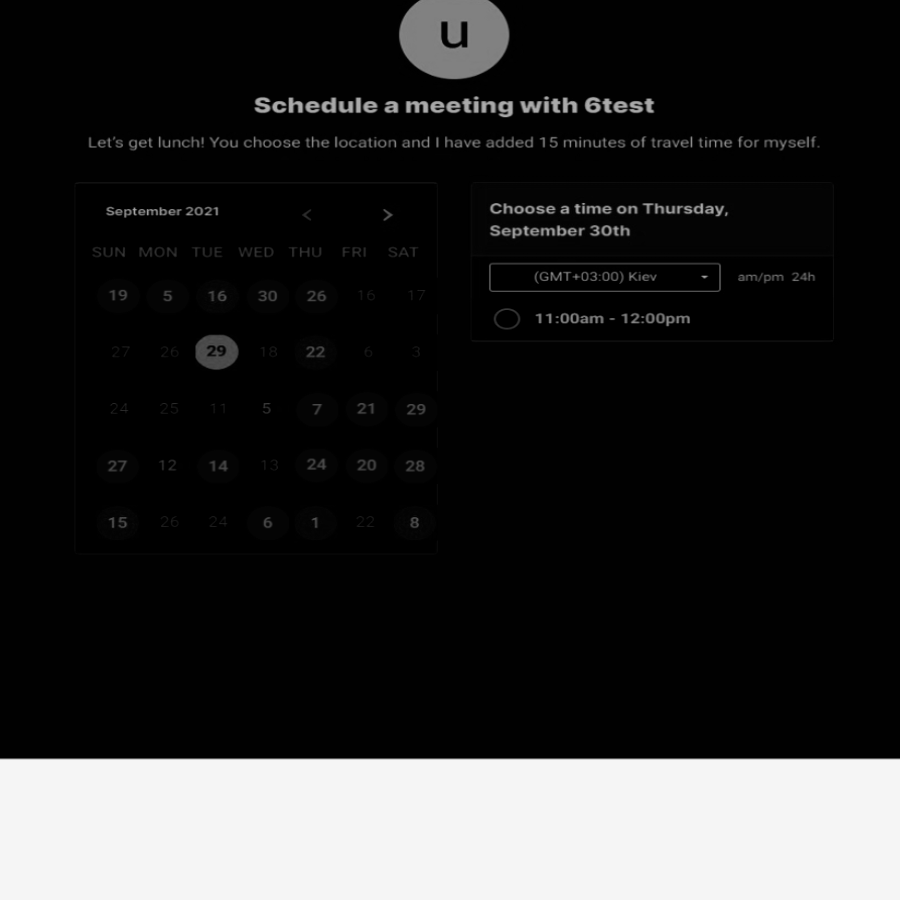 u
Schedule a meeting with 6test
Let's get lunch! You choose the location and I have added 15 minutes of travel time for myself.
September 2021 < >
SUN MON TUE WED THU FRI SAT
19 5 16 30 26 16 17
27 26 29 18 22 6 3
24 25 11 5 7 21 29
27 12 14 13 24 20 28
15 26 24 6 1 22 8
Choose a time on Thursday,
September 30th
(GMT+03:00) Kiev am/pm 24h
11:00am - 12:00pm